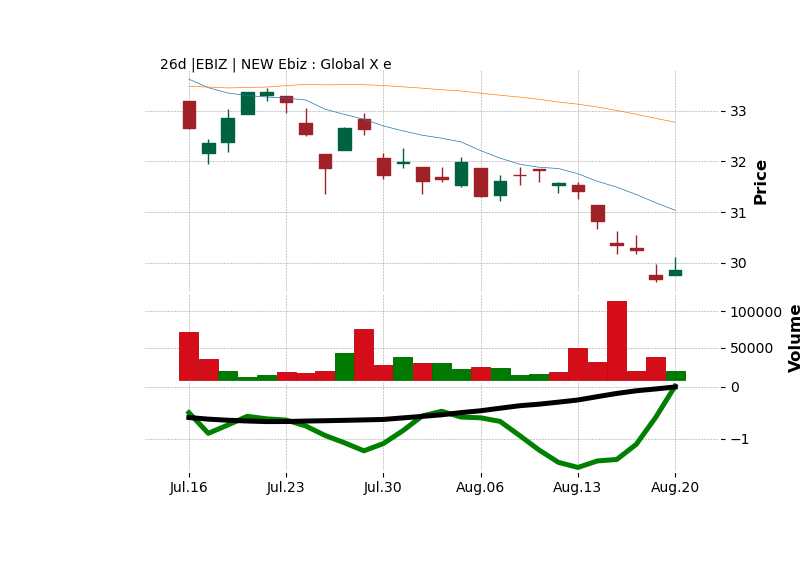 26d |EBIZ | NEW Ebiz : Global X e
33
32
31
30
Price
100000
50000
0
Volume
−1
Jul.16 Jul.23 Jul.30 Aug.06 Aug.13 Aug.20